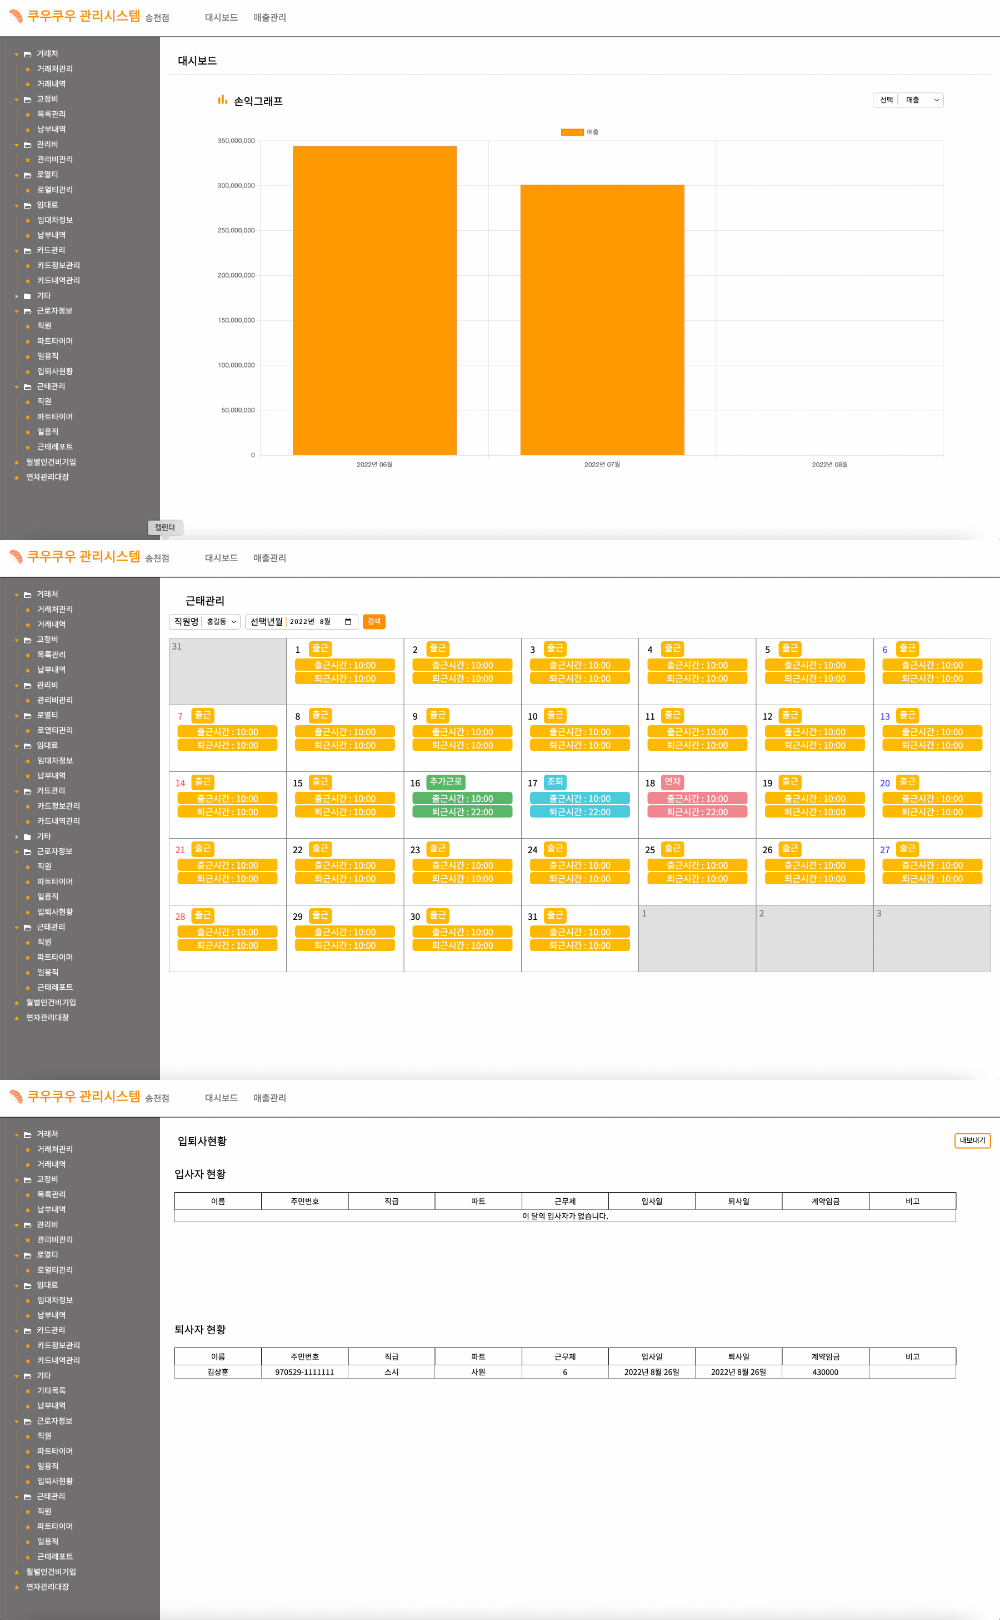 쿠우쿠우 관리시스템 송천점 대시보드 매출관리
거래처
거래처관리
거래내역
고정비
목록관리
납부내역
관리비
관리비관리
로열티
로열티관리
임대료
임대차정보
납부내역
카드관리
카드정보관리
카드내역관리
기타
근로자정보
직원
파트타이머
일용직
입퇴사현황
근태관리
직원
파트타이머
일용직
근태레포트
월별인건비기입
연차관리대장
캘린더
대시보드
손익그래프
선택 매출
매출
350,000,000
300,000,000
250,000,000
200,000,000
150,000,000
100,000,000
50,000,000
0
2022년 06월 2022년 07월 2022년 08월
쿠우쿠우 관리시스템 송천점 대시보드 매출관리
거래처
거래처관리
거래내역
고정비
목록관리
납부내역
관리비
관리비관리
로열티
로열티관리
임대료
임대차정보
납부내역
카드관리
카드정보관리
카드내역관리
기타
근로자정보
직원
파트타이머
일용직
입퇴사현황
근태관리
직원
파트타이머
일용직
근태레포트
월별인건비기입
연차관리대장
근태관리
직원명 홍길동 선택년월 2022년 8월 검색
31 1 출근 2 출근 3 출근 4 출근 5 출근 6 출근
출근시간 : 10:00 출근시간 : 10:00 출근시간 : 10:00 출근시간 : 10:00 출근시간 : 10:00 출근시간 : 10:00
퇴근시간 : 10:00 퇴근시간 : 10:00 퇴근시간 : 10:00 퇴근시간 : 10:00 퇴근시간 : 10:00 퇴근시간 : 10:00
7 출근 8 출근 9 출근 10 출근 11 출근 12 출근 13 출근
출근시간 : 10:00 출근시간 : 10:00 출근시간 : 10:00 출근시간 : 10:00 출근시간 : 10:00 출근시간 : 10:00 출근시간 : 10:00
퇴근시간 : 10:00 퇴근시간 : 10:00 퇴근시간 : 10:00 퇴근시간 : 10:00 퇴근시간 : 10:00 퇴근시간 : 10:00 퇴근시간 : 10:00
14 출근 15 출근 16 추가근로 17 조퇴 18 연차 19 출근 20 출근
출근시간 : 10:00 출근시간 : 10:00 출근시간 : 10:00 출근시간 : 10:00 출근시간 : 10:00 출근시간 : 10:00 출근시간 : 10:00
퇴근시간 : 10:00 퇴근시간 : 10:00 퇴근시간 : 22:00 퇴근시간 : 22:00 퇴근시간 : 22:00 퇴근시간 : 10:00 퇴근시간 : 10:00
21 출근 22 출근 23 출근 24 출근 25 출근 26 출근 27 출근
출근시간 : 10:00 출근시간 : 10:00 출근시간 : 10:00 출근시간 : 10:00 출근시간 : 10:00 출근시간 : 10:00 출근시간 : 10:00
퇴근시간 : 10:00 퇴근시간 : 10:00 퇴근시간 : 10:00 퇴근시간 : 10:00 퇴근시간 : 10:00 퇴근시간 : 10:00 퇴근시간 : 10:00
28 출근 29 출근 30 출근 31 출근 1 2 3
출근시간 : 10:00 출근시간 : 10:00 출근시간 : 10:00 출근시간 : 10:00
퇴근시간 : 10:00 퇴근시간 : 10:00 퇴근시간 : 10:00 퇴근시간 : 10:00
쿠우쿠우 관리시스템 송천점 대시보드 매출관리
거래처
거래처관리
거래내역
고정비
목록관리
납부내역
관리비
관리비관리
로열티
로열티관리
임대료
임대차정보
납부내역
카드관리
카드정보관리
카드내역관리
기타
기타목록
납부내역
근로자정보
직원
파트타이머
일용직
입퇴사현황
근태관리
직원
파트타이머
일용직
근태레포트
월별인건비기입
연차관리대장
입퇴사현황 내보내기
입사자 현황
이름 주민번호 직급 파트 근무제 입사일 퇴사일 계약임금 비고
이 달의 입사자가 없습니다.
퇴사자 현황
이름 주민번호 직급 파트 근무제 입사일 퇴사일 계약임금 비고
김상훈 970529-1111111 스시 사원 6 2022년 8월 26일 2022년 8월 26일 430000